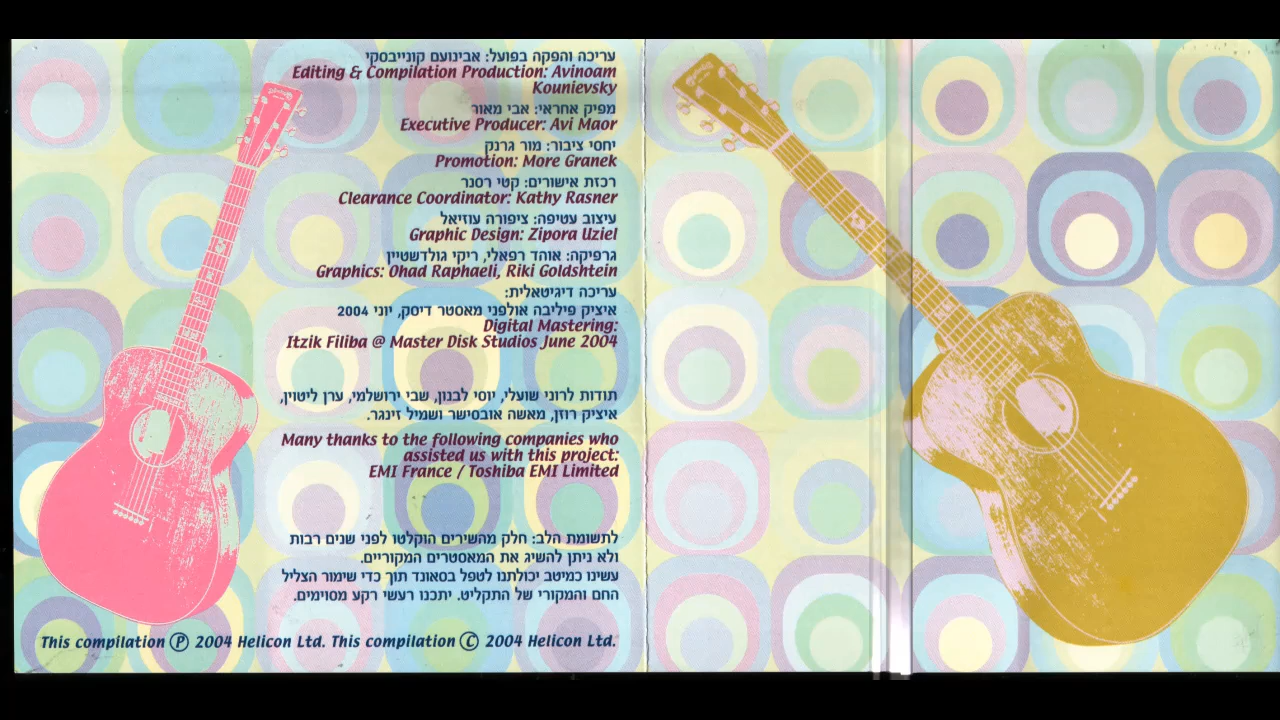 עריכה והפקה בפועל: אבינועם קונייבסקי
Editing & Compilation Production: Avinoam
Kounievsky
מפיק אחראי: אבי מאור
Executive Producer: Avi Maor
יחסי ציבור: מור גרנק
Promotion: More Granek
רכזת אישורים: קטי רסנר
Clearance Coordinator: Kathy Rasner
עיצוב עטיפה: ציפורה עוזיאל
Graphic Design: Zipora Uziel
גרפיקה: אוהד רפאלי, ריקי גולדשטיין
Graphics: Ohad Raphaeli, Riki Goldshtein
עריכה דיגיטאלית:
איציק פיליבה אולפני מאסטר דיסק, יוני 2004
Digital Mastering:
Itzik Filiba @ Master Disk Studios June 2004
תודות לרוני שועלי, יוסי לבנון, שבי ירושלמי, ערן ליטוין,
איציק רוזן, מאשה אובסישר ושמיל זינגר.
Many thanks to the following companies who
assisted us with this project:
EMI France / Toshiba EMI Limited
לתשומת הלב: חלק מהשירים הוקלטו לפני שנים רבות
ולא ניתן להשיג את המאסטרים המקוריים.
עשינו כמיטב יכולתנו לטפל בסאונד תוך כדי שימור הצליל
החם והמקורי של התקליט. יתכנו רעשי רקע מסוימים.
This compilation Ⓟ 2004 Helicon Ltd. This compilation © 2004 Helicon Ltd.